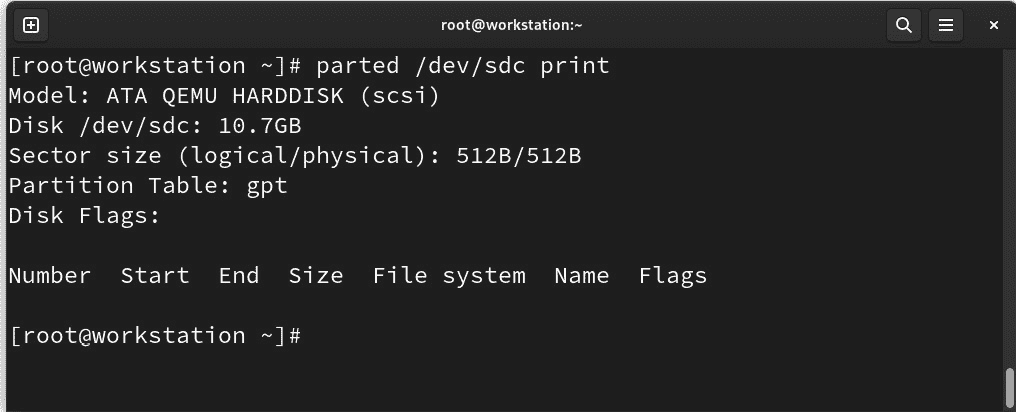 root@workstation:~
[root@workstation ~]# parted /dev/sdc print
Model: ATA QEMU HARDDISK (scsi)
Disk /dev/sdc: 10.7GB
Sector size (logical/physical): 512B/512B
Partition Table: gpt
Disk Flags:
Number  Start  End  Size  File system  Name  Flags
[root@workstation ~]#